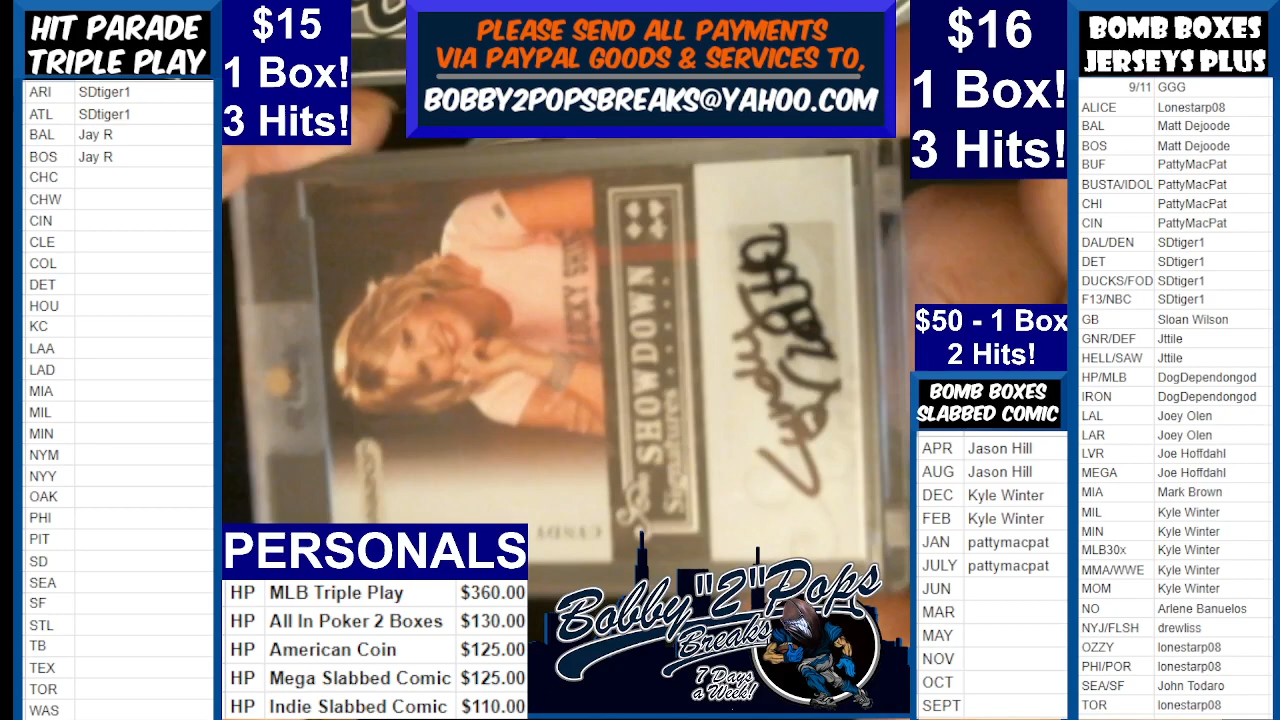 HIT PARADE
TRIPLE PLAY
ARI SDtiger1
ATL SDtiger1
BAL Jay R
BOS Jay R
CHC
CHW
CIN
CLE
COL
DET
HOU
KC
LAA
LAD
MIA
MIL
MIN
NYM
NYY
OAK
PHI
PIT
SD
SEA
SF
STL
TB
TEX
TOR
WAS
$15
1 Box!
3 Hits!
PLEASE SEND ALL PAYMENTS
VIA PAYPAL GOODS & SERVICES TO,
BOBBY2POPSBREAKS@YAHOO.COM
SHOWDOWN
Signatures
PERSONALS
HP MLB Triple Play $360.00
HP All In Poker 2 Boxes $130.00
HP American Coin $125.00
HP Mega Slabbed Comic $125.00
HP Indie Slabbed Comic $110.00
Bobby "2" Pops
Breaks
7 Days
a Week!
$16
1 Box!
3 Hits!
$50 - 1 Box
2 Hits!
BOMB BOXES
SLABBED COMIC
APR Jason Hill
AUG Jason Hill
DEC Kyle Winter
FEB Kyle Winter
JAN pattymacpat
JULY pattymacpat
JUN
MAR
MAY
NOV
OCT
SEPT
BOMB BOXES
JERSEYS PLUS
9/11 GGG
ALICE Lonestarp08
BAL Matt Dejoode
BOS Matt Dejoode
BUF PattyMacPat
BUSTA/IDOL PattyMacPat
CHI PattyMacPat
CIN PattyMacPat
DAL/DEN SDtiger1
DET SDtiger1
DUCKS/FOD SDtiger1
F13/NBC SDtiger1
GB Sloan Wilson
GNR/DEF Jttile
HELL/SAW Jttile
HP/MLB DogDependongod
IRON DogDependongod
LAL Joey Olen
LAR Joey Olen
LVR Joe Hoffdahl
MEGA Joe Hoffdahl
MIA Mark Brown
MIL Kyle Winter
MIN Kyle Winter
MLB30x Kyle Winter
MMA/WWE Kyle Winter
MOM Kyle Winter
NO Arlene Banuelos
NYJ/FLSH drewliss
OZZY lonestarp08
PHI/POR lonestarp08
SEA/SF John Todaro
TOR lonestarp08